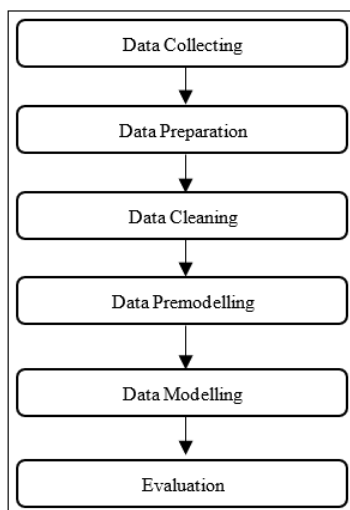 Data Collecting
Data Preparation
Data Cleaning
Data Premodelling
Data Modelling
Evaluation